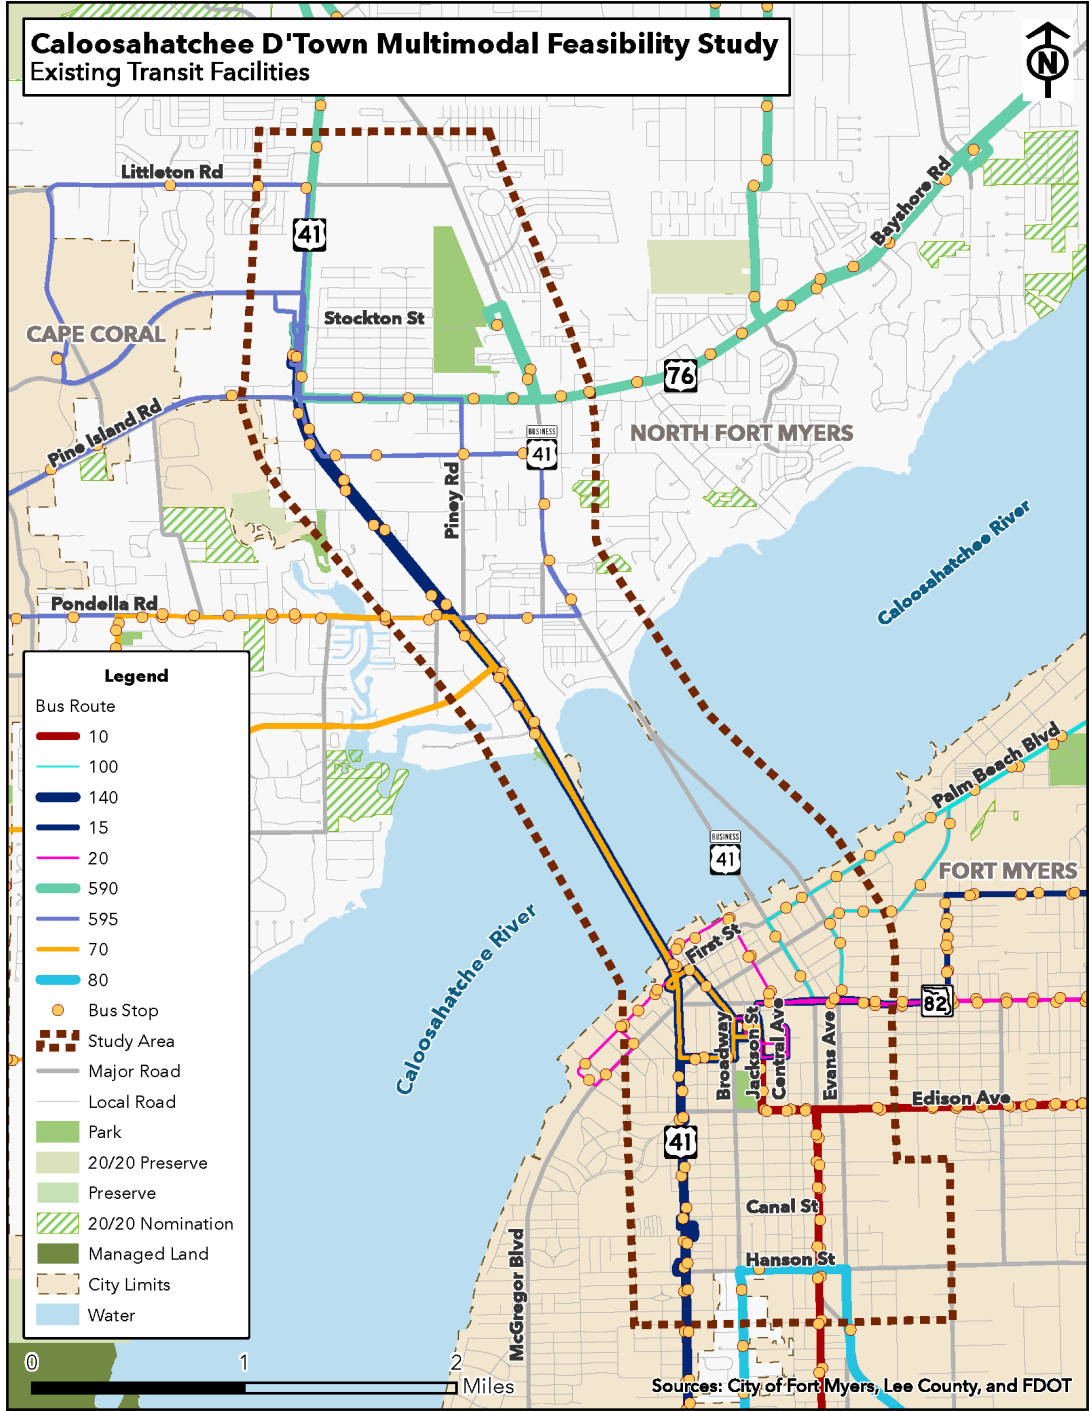 Caloosahatchee D'Town Multimodal Feasibility Study
Existing Transit Facilities
N
Littleton Rd
41
Bayshore Rd
CAPE CORAL
Stockton St
76
Pine Island Rd
BUSINESS
41
NORTH FORT MYERS
Piney Rd
Caloosahatchee River
Pondella Rd
Legend
Bus Route
10
100
140
15
20
590
595
70
80
Bus Stop
Study Area
Major Road
Local Road
Park
20/20 Preserve
Preserve
20/20 Nomination
Managed Land
City Limits
Water
Palm Beach Blvd
BUSINESS
41
FORT MYERS
Caloosahatchee River
First St
82
Broadway
Jackson St
Central Ave
Evans Ave
Edison Ave
41
Canal St
Hanson St
McGregor Blvd
0 1 2
Miles
Sources: City of Fort Myers, Lee County, and FDOT